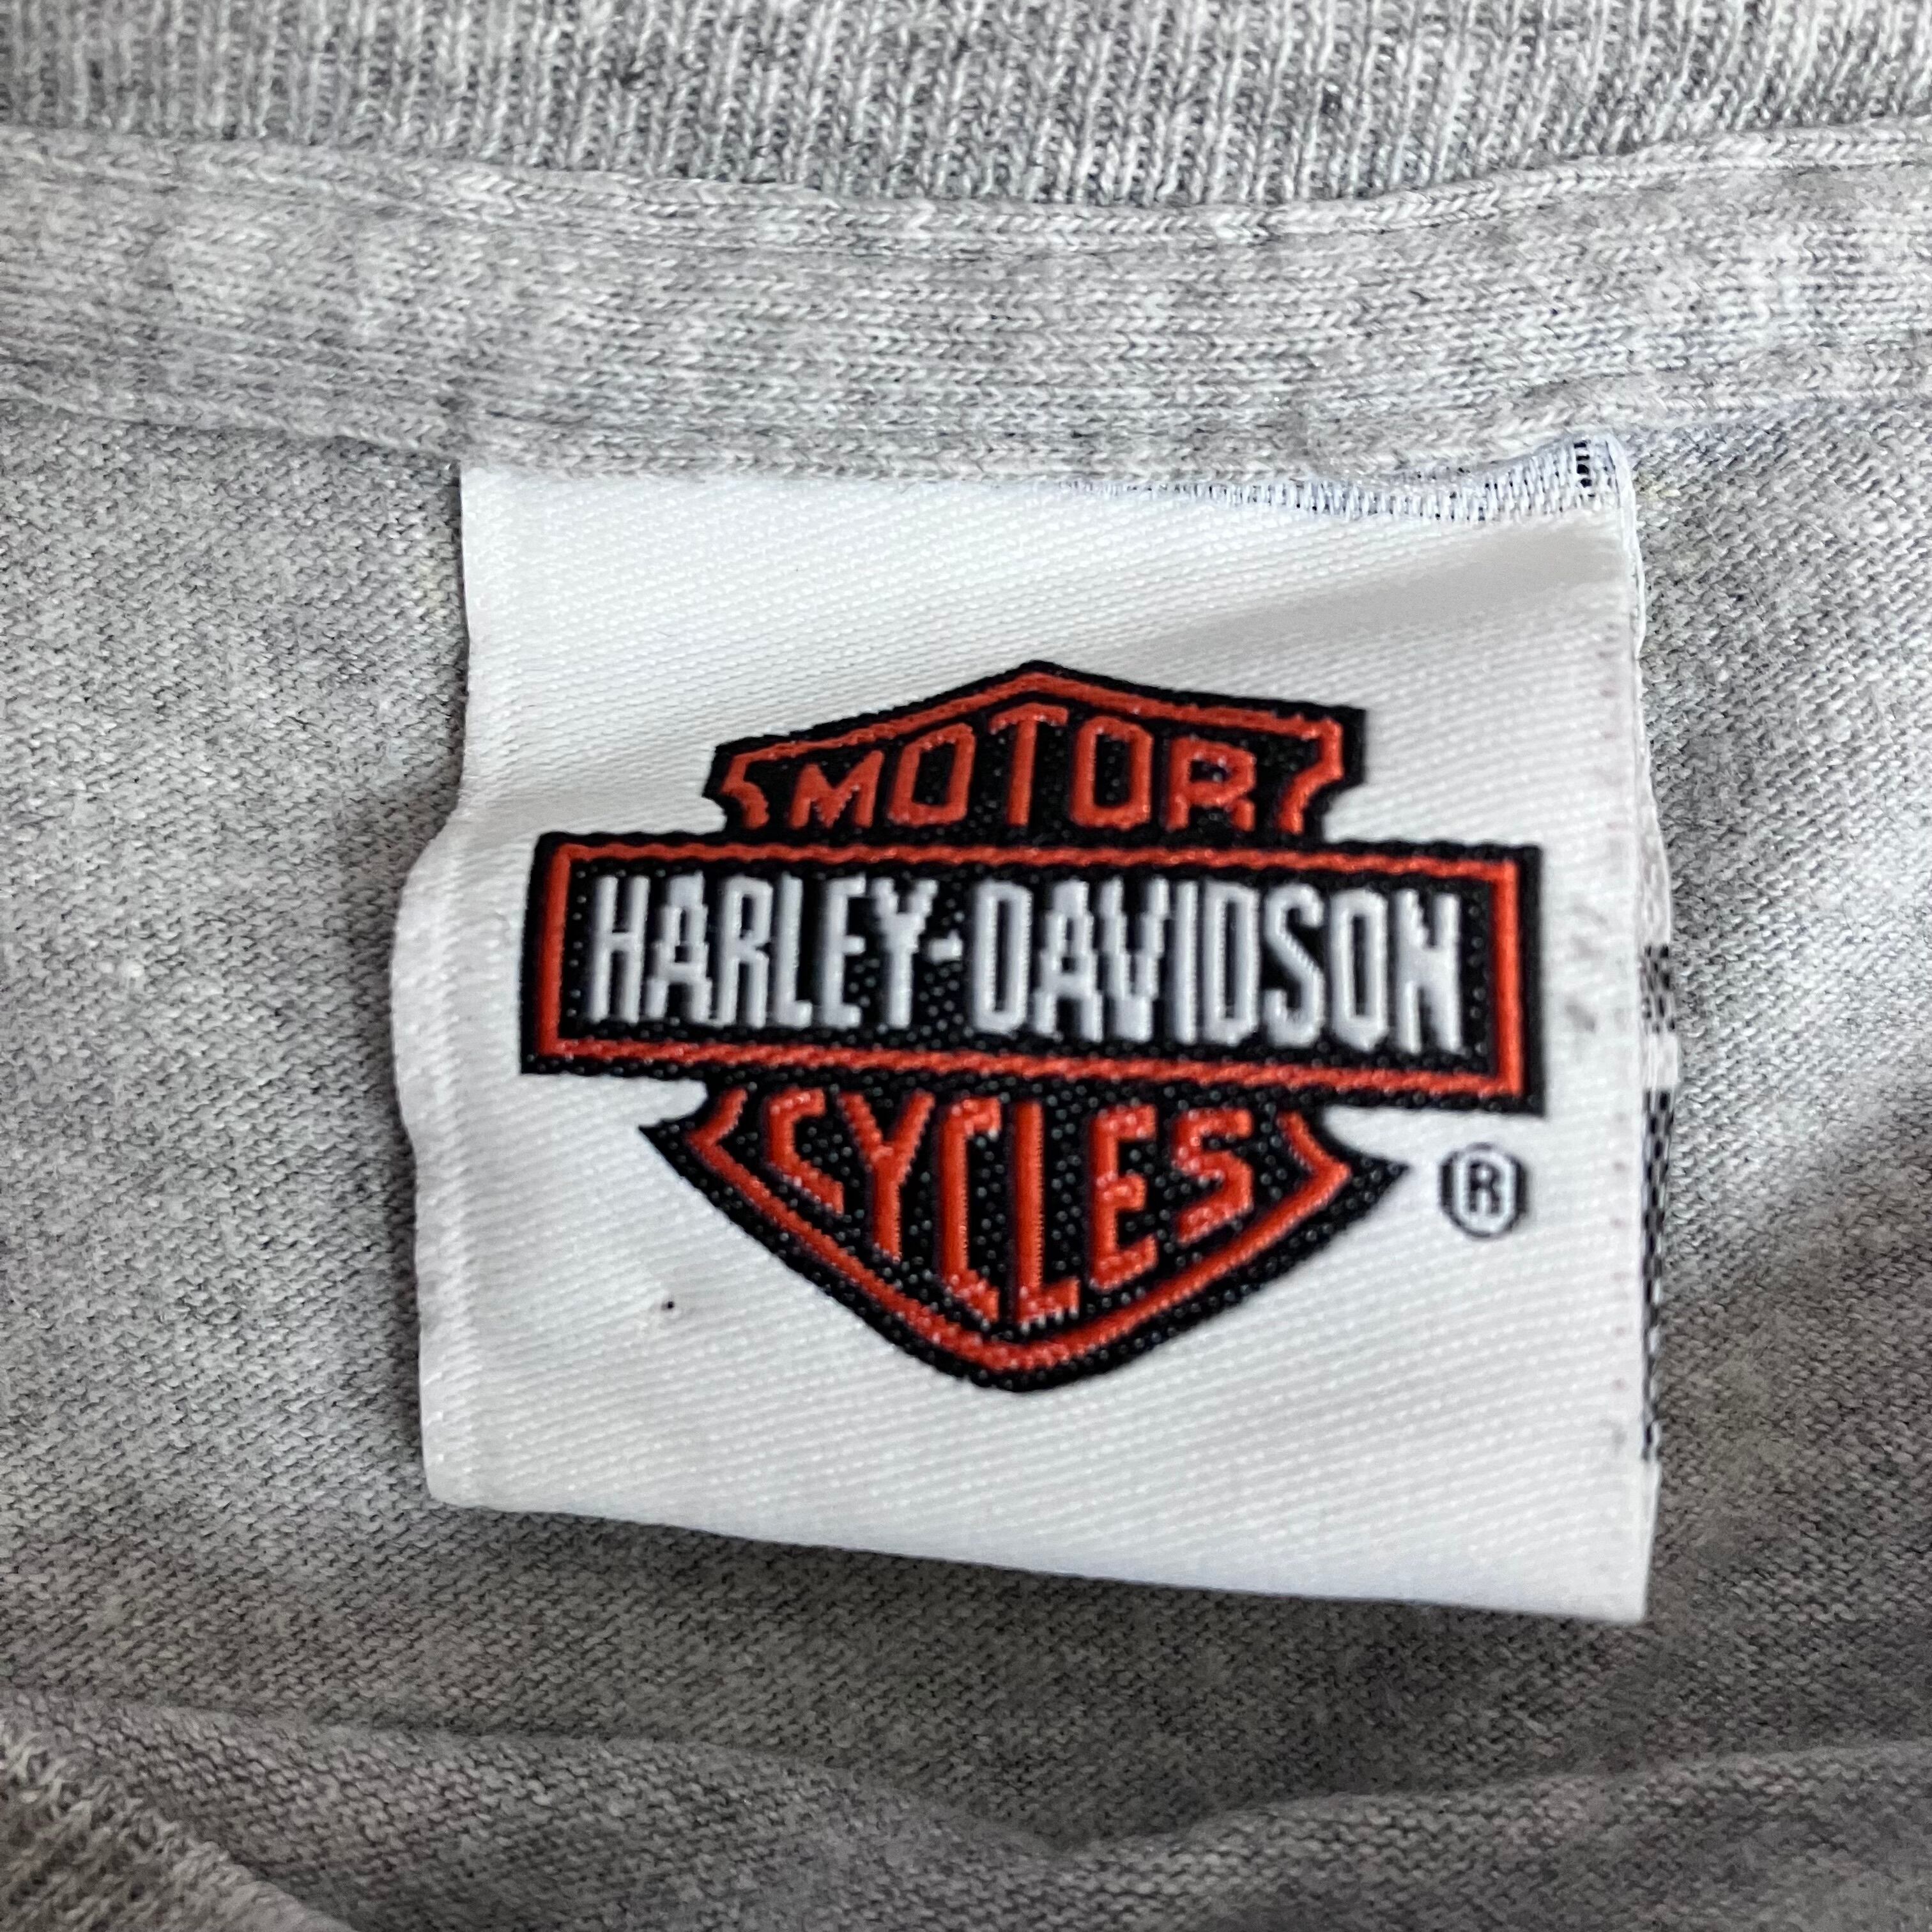 MOTOR
HARLEY-DAVIDSON
CYCLES
®